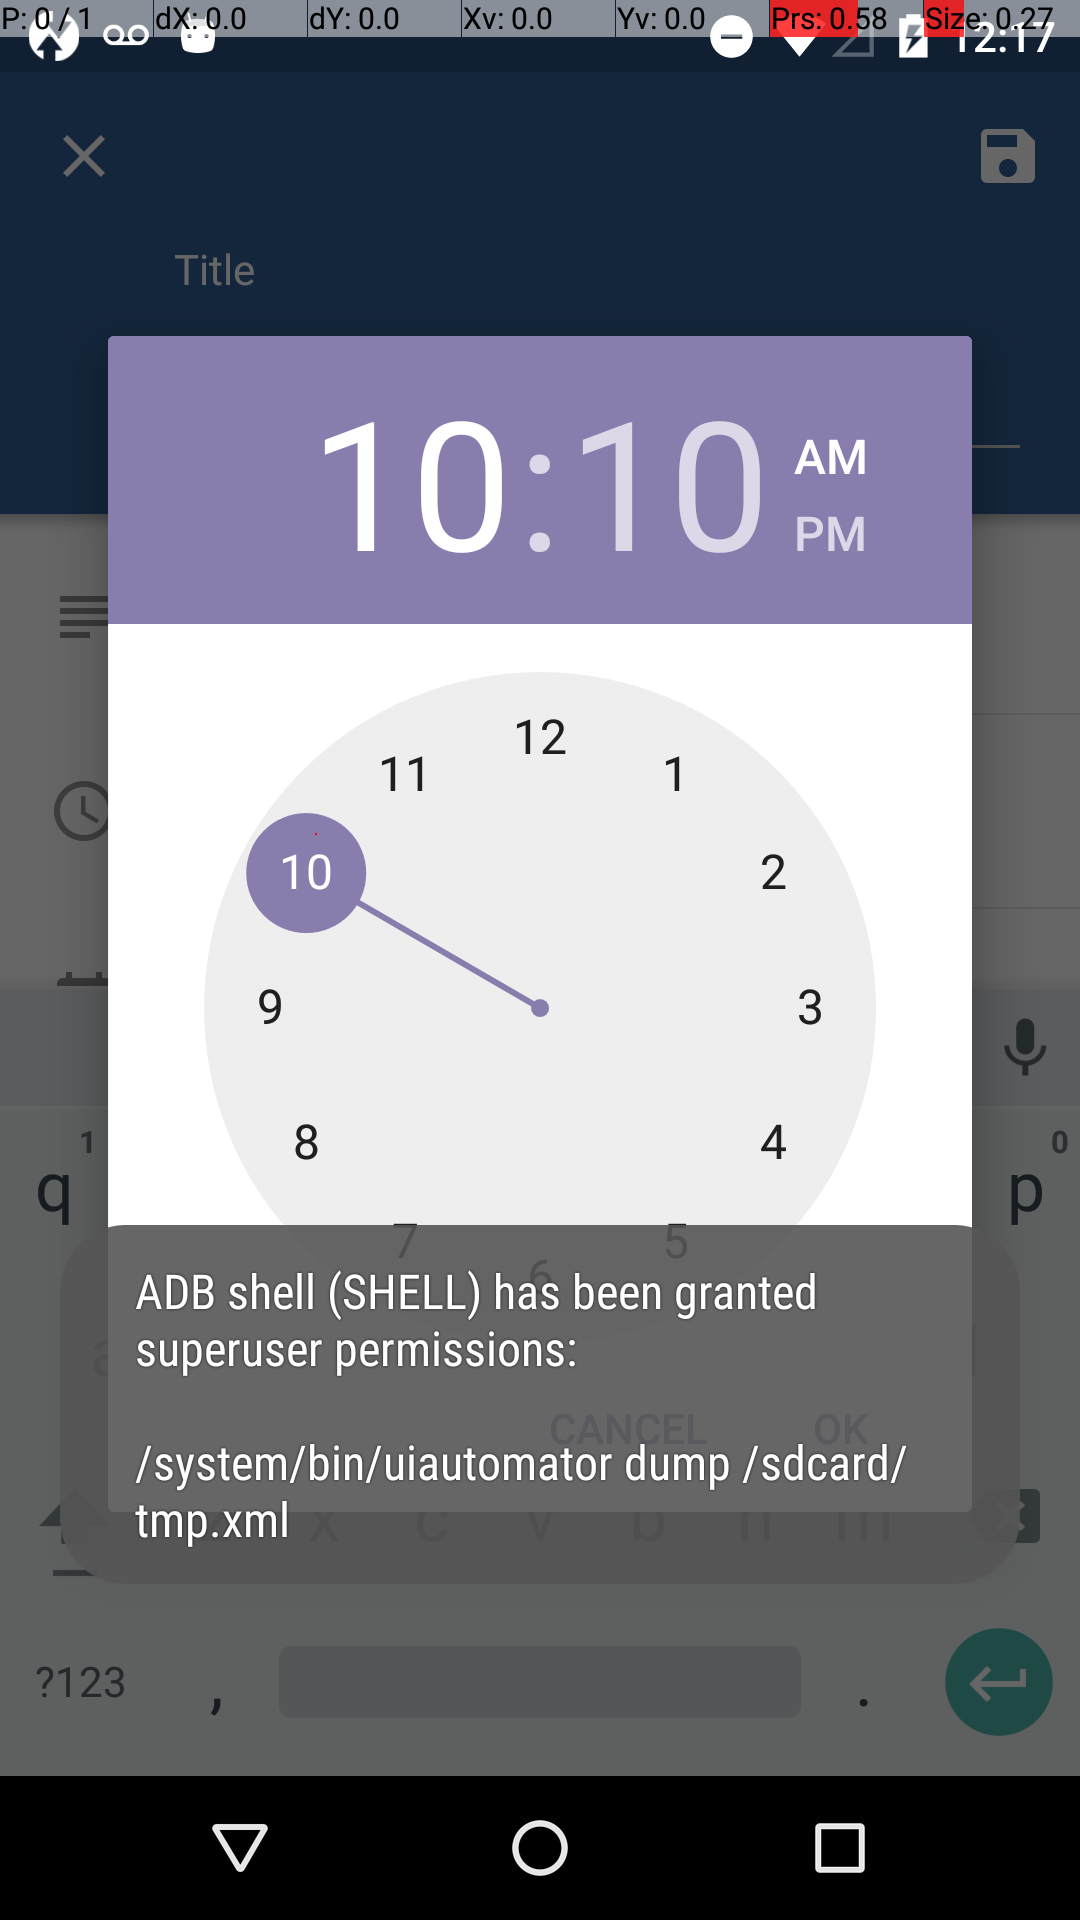 P: 0 / 1 dX: 0.0 dY: 0.0 Xv: 0.0 Yv: 0.0 Prs: 0.58 Size: 0.27
12:17
Title
10:10
AM
PM
12
11 1
10 2
9 3
8 4
7 5
6
1 0
q p
ADB shell (SHELL) has been granted
superuser permissions:
CANCEL OK
/system/bin/uiautomator dump /sdcard/
tmp.xml
x c v b n m
?123 , .